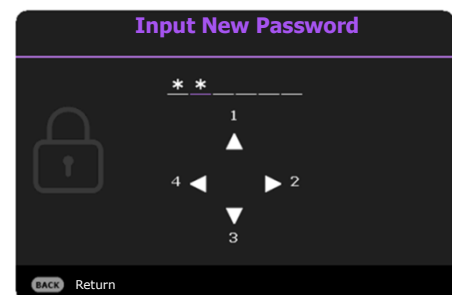 Input New Password
* * _ _ _ _
1
4 2
3
BACK Return